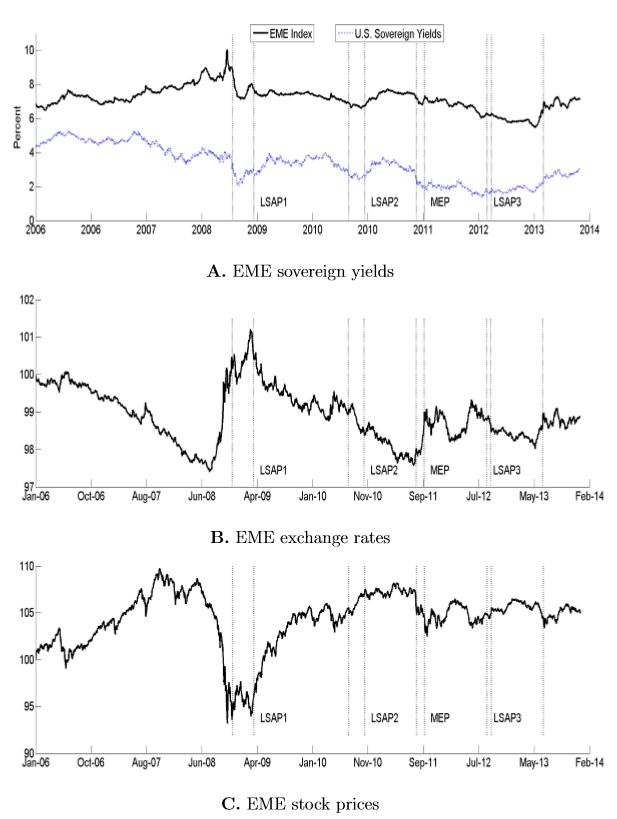 EME Index
U.S. Sovereign Yields
10
8
6
4
2
0
Percent
LSAP1
LSAP2
MEP
LSAP3
2006 2006 2007 2008 2009 2010 2010 2011 2012 2013 2014
A. EME sovereign yields
102
101
100
99
98
97
LSAP1
LSAP2
MEP
LSAP3
Jan-06 Oct-06 Aug-07 Jun-08 Apr-09 Jan-10 Nov-10 Sep-11 Jul-12 May-13 Feb-14
B. EME exchange rates
110
105
100
95
90
LSAP1
LSAP2
MEP
LSAP3
Jan-06 Oct-06 Aug-07 Jun-08 Apr-09 Jan-10 Nov-10 Sep-11 Jul-12 May-13 Feb-14
C. EME stock prices